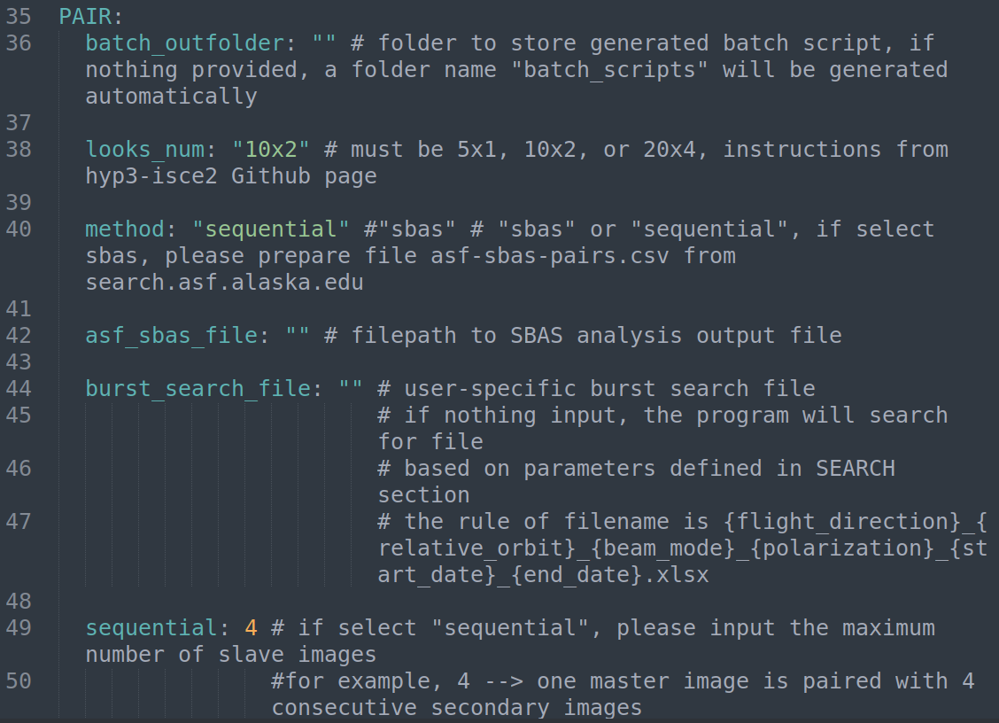 35 PAIR:
36 batch_outfolder: "" # folder to store generated batch script, if
nothing provided, a folder name "batch_scripts" will be generated
automatically
37
38 looks_num: "10x2" # must be 5x1, 10x2, or 20x4, instructions from
hyp3-isce2 Github page
39
40 method: "sequential" #"sbas" # "sbas" or "sequential", if select
sbas, please prepare file asf-sbas-pairs.csv from
search.asf.alaska.edu
41
42 asf_sbas_file: "" # filepath to SBAS analysis output file
43
44 burst_search_file: "" # user-specific burst search file
45 # if nothing input, the program will search
for file
46 # based on parameters defined in SEARCH
section
47 # the rule of filename is {flight_direction}_{
relative_orbit}_{beam_mode}_{polarization}_{st
art_date}_{end_date}.xlsx
48
49 sequential: 4 # if select "sequential", please input the maximum
number of slave images
50 #for example, 4 --> one master image is paired with 4
consecutive secondary images